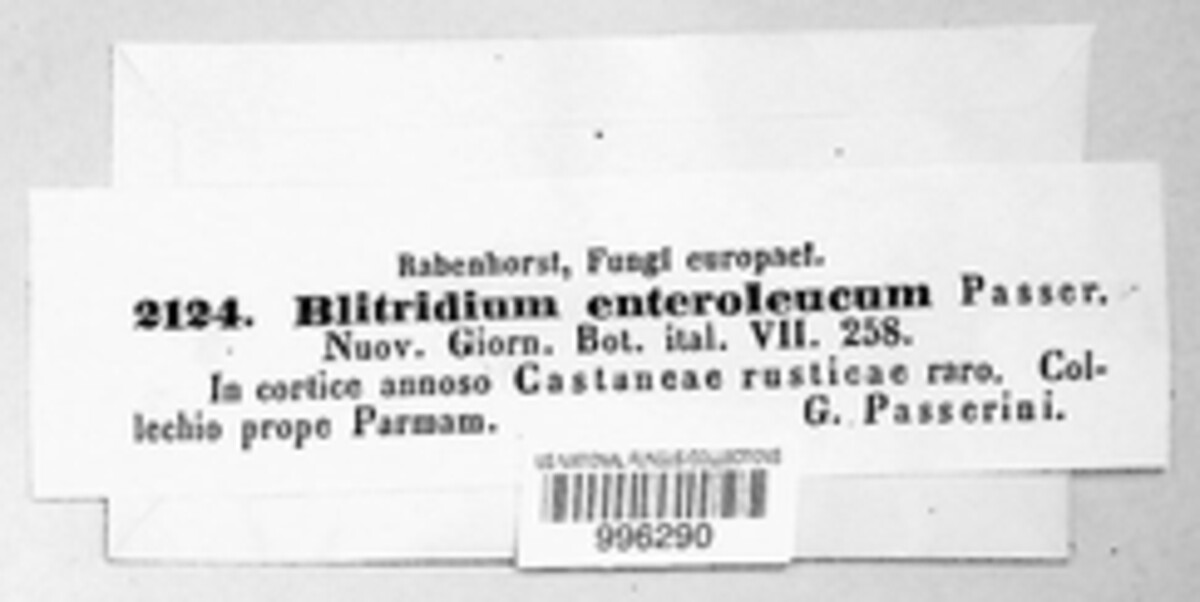 Rabenhorst, Fungi europaei.
2124. Blitridium enteroleucum Passer.
Nuov. Giorn. Bot. ital. VII. 258.
In cortice annoso Castaneae rusticae raro. Col-
lechio prope Parmam. G. Passerini.
US NATIONAL FUNGUS COLLECTIONS
996290